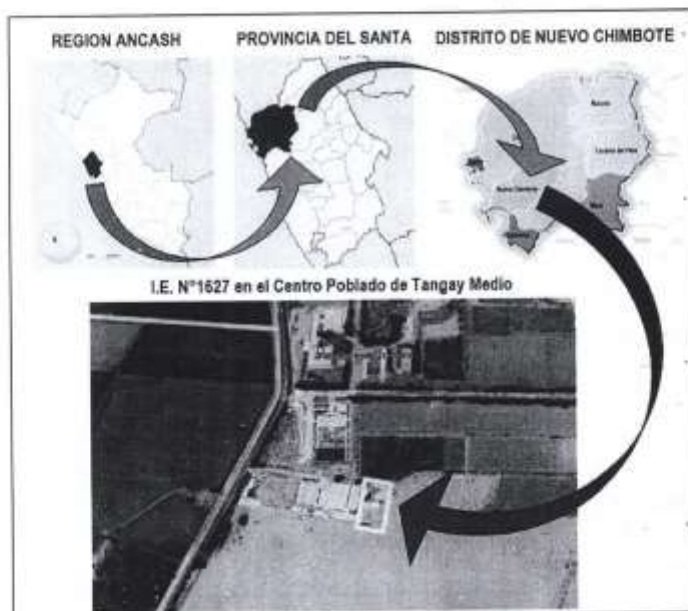 REGION ANCASH
PROVINCIA DEL SANTA
DISTRITO DE NUEVO CHIMBOTE
I.E. N°1627 en el Centro Poblado de Tangay Medio